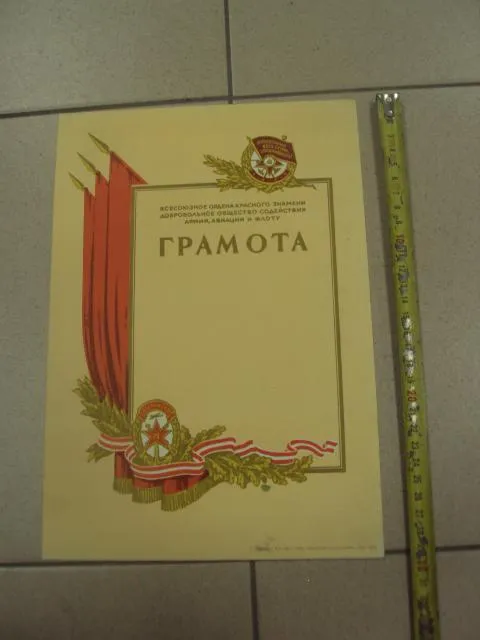 ВСЕСОЮЗНОЕ ОРДЕНА КРАСНОГО ЗНАМЕНИ
ДОБРОВОЛЬНОЕ ОБЩЕСТВО СОДЕЙСТВИЯ
АРМИИ, АВИАЦИИ И ФЛОТУ
ГРАМОТА